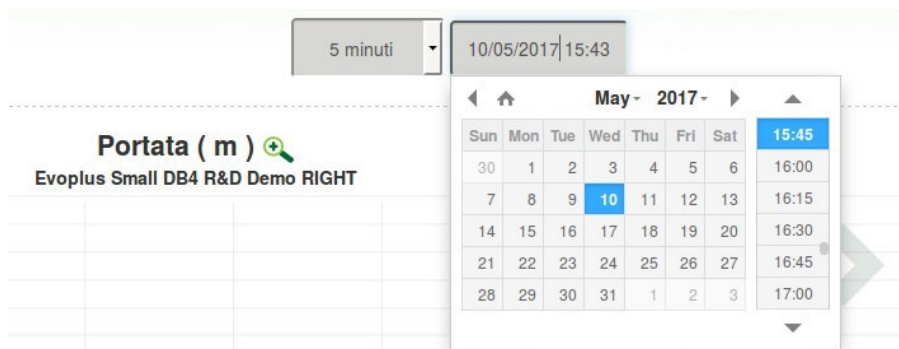 5 minuti
10/05/2017 15:43
May 2017
Portata ( m )
Evoplus Small DB4 R&D Demo RIGHT
Sun Mon Tue Wed Thu Fri Sat
30 1 2 3 4 5 6
7 8 9 10 11 12 13
14 15 16 17 18 19 20
21 22 23 24 25 26 27
28 29 30 31 1 2 3
15:45
16:00
16:15
16:30
16:45
17:00